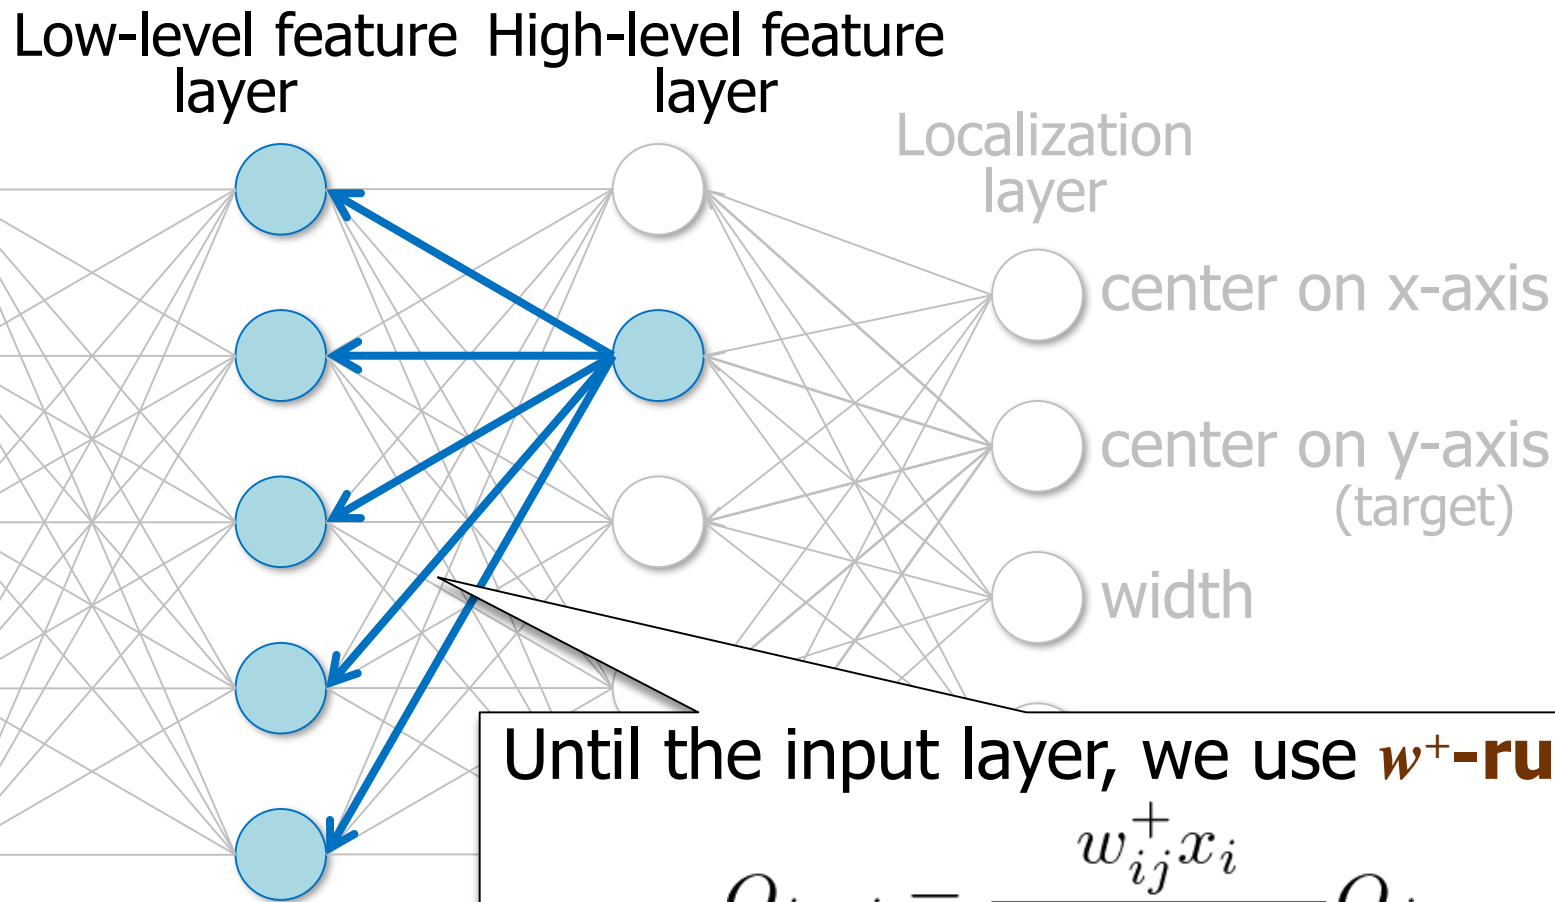 Low-level feature
layer
High-level feature
layer
Localization
layer
center on x-axis
center on y-axis
(target)
width
Until the input layer, we use w⁺-ru
w⁺ᵢⱼxᵢ